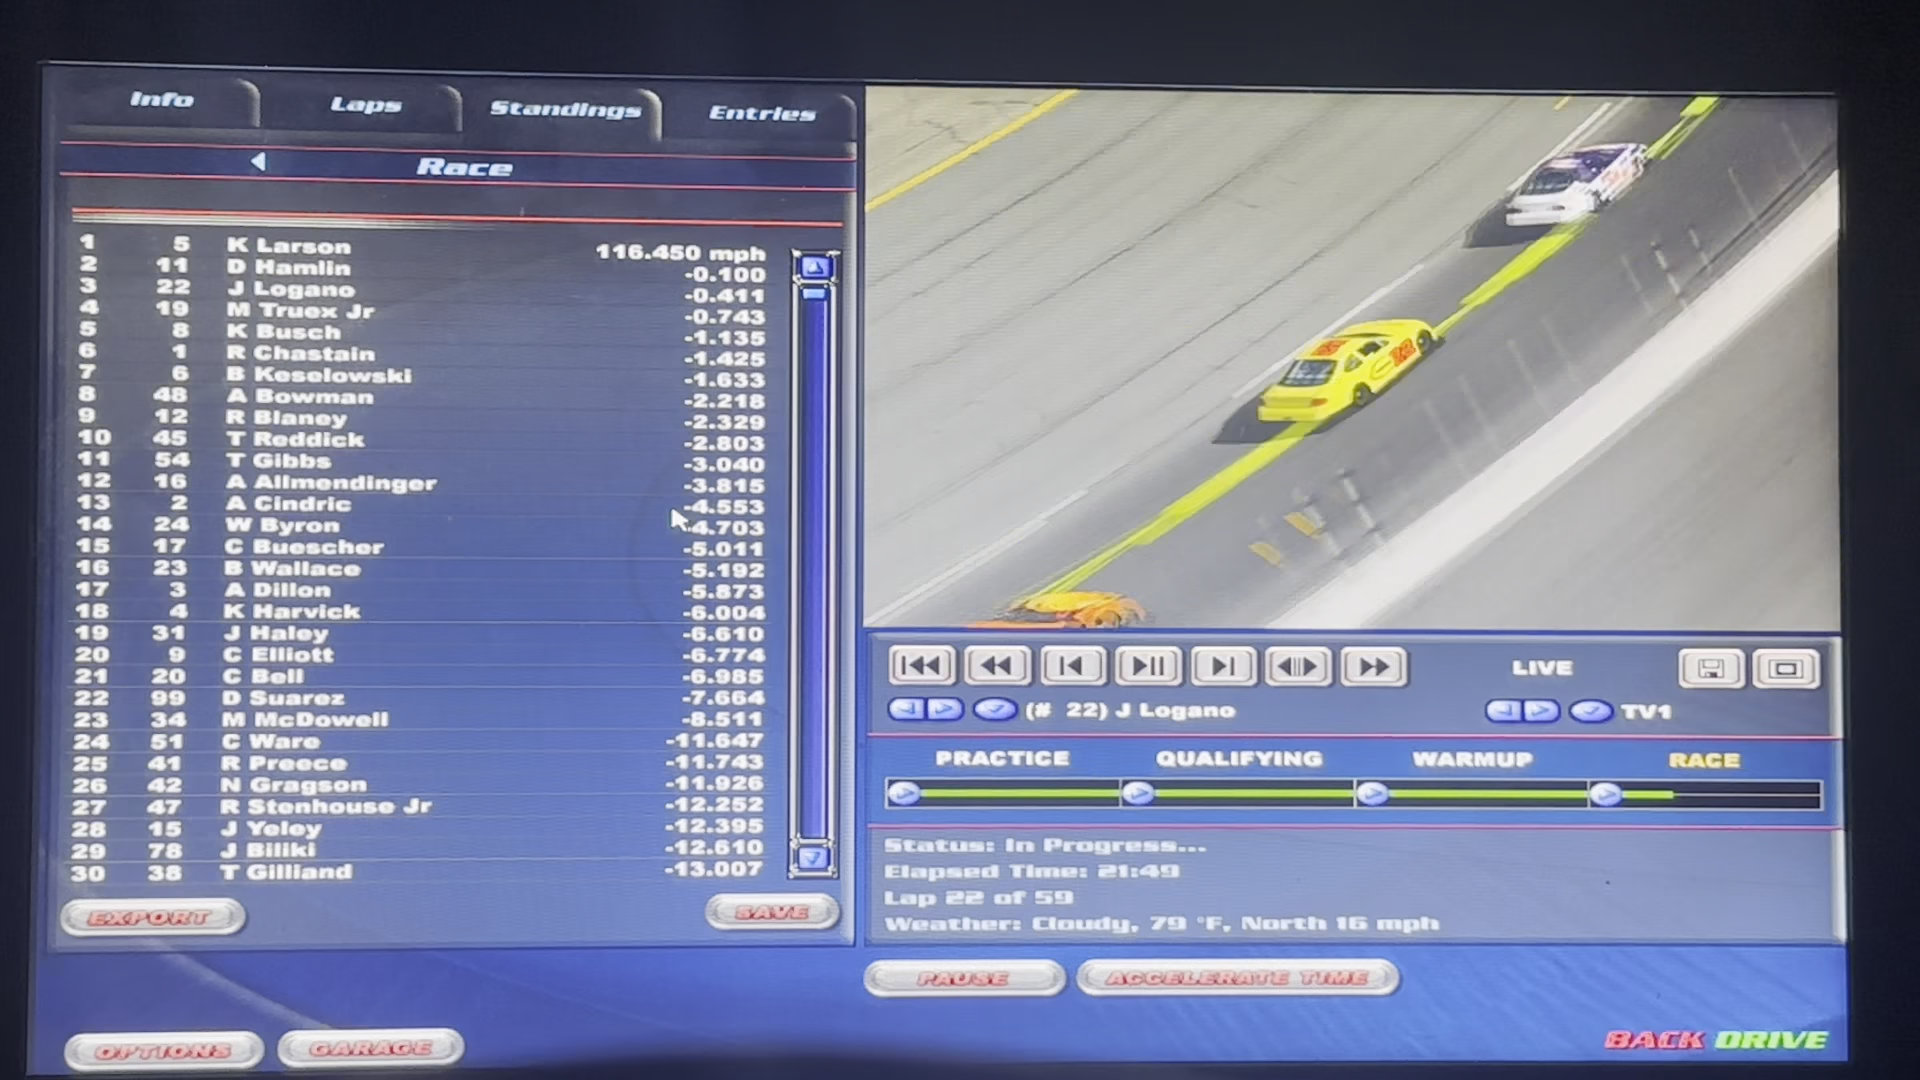 Info Laps Standings Entries
Race
1 5 K Larson 116.450 mph
2 11 D Hamlin -0.100
3 22 J Logano -0.411
4 19 M Truex Jr -0.743
5 8 K Busch -1.135
6 1 R Chastain -1.425
7 6 B Keselowski -1.633
8 48 A Bowman -2.218
9 12 R Blaney -2.329
10 45 T Reddick -2.803
11 54 T Gibbs -3.040
12 16 A Allmendinger -3.815
13 2 A Cindric -4.553
14 24 W Byron -4.703
15 17 C Buescher -5.011
16 23 B Wallace -5.192
17 3 A Dillon -5.873
18 4 K Harvick -6.004
19 31 J Haley -6.610
20 9 C Elliott -6.774
21 20 C Bell -6.985
22 99 D Suarez -7.664
23 34 M McDowell -8.511
24 51 C Ware -11.647
25 41 R Preece -11.743
26 42 N Gragson -11.926
27 47 R Stenhouse Jr -12.252
28 15 J Yeley -12.395
29 78 J Biliki -12.610
30 38 T Gilliand -13.007
EXPORT SAVE
LIVE
(# 22) J Logano TV1
PRACTICE QUALIFYING WARMUP RACE
Status: In Progress...
Elapsed Time: 21:49
Lap 22 of 59
Weather: Cloudy, 79 °F, North 16 mph
PAUSE ACCELERATE TIME
OPTIONS GARAGE BACK DRIVE